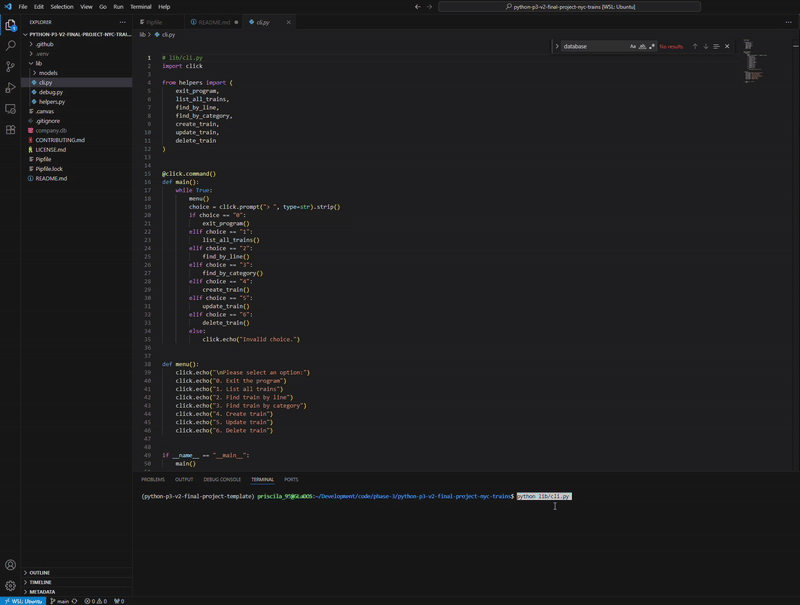 File Edit Selection View Go Run Terminal Help
python-p3-v2-final-project-nyc-trains [WSL: Ubuntu]
EXPLORER
PYTHON-P3-V2-FINAL-PROJECT-NYC-TRAI...
.github
.venv
lib
models
cli.py
debug.py
helpers.py
.canvas
.gitignore
company.db
CONTRIBUTING.md
LICENSE.md
Pipfile
Pipfile.lock
README.md
OUTLINE
TIMELINE
METADATA
Pipfile
README.md
cli.py
lib > cli.py
database
Aa
No results
1 # lib/cli.py
2 import click
3
4 from helpers import (
5 exit_program,
6 list_all_trains,
7 find_by_line,
8 find_by_category,
9 create_train,
10 update_train,
11 delete_train
12 )
13
14
15 @click.command()
16 def main():
17 while True:
18 menu()
19 choice = click.prompt("> ", type=str).strip()
20 if choice == "0":
21 exit_program()
22 elif choice == "1":
23 list_all_trains()
24 elif choice == "2":
25 find_by_line()
26 elif choice == "3":
27 find_by_category()
28 elif choice == "4":
29 create_train()
30 elif choice == "5":
31 update_train()
32 elif choice == "6":
33 delete_train()
34 else:
35 click.echo("Invalid choice.")
36
37
38 def menu():
39 click.echo("\nPlease select an option:")
40 click.echo("0. Exit the program")
41 click.echo("1. List all trains")
42 click.echo("2. Find train by line")
43 click.echo("3. Find train by category")
44 click.echo("4. Create train")
45 click.echo("5. Update train")
46 click.echo("6. Delete train")
47
48
49 if __name__ == "__main__":
50 main()
PROBLEMS OUTPUT DEBUG CONSOLE TERMINAL PORTS
(python-p3-v2-final-project-template) priscila_91@GLaDOS:~/Development/code/phase-3/python-p3-v2-final-project-nyc-trains$ python lib/cli.py
WSL: Ubuntu main 0 0 0